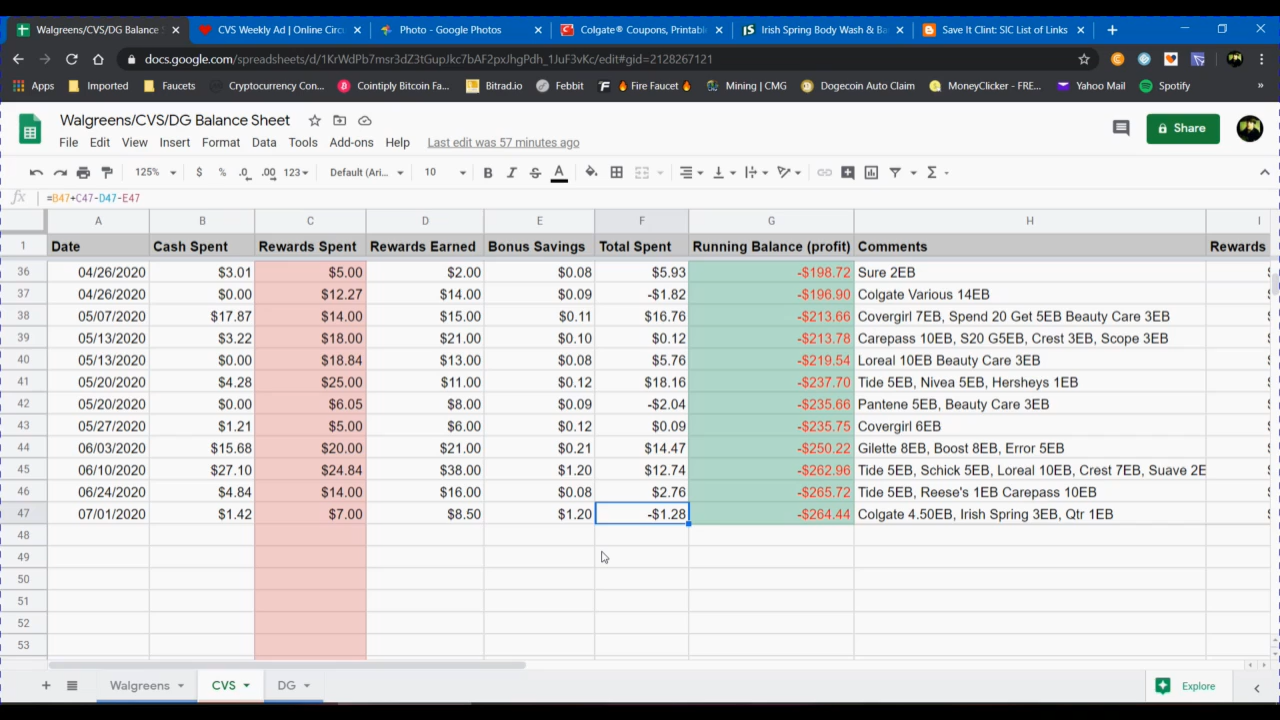 Walgreens/CVS/DG Balance
CVS Weekly Ad | Online Circ
Photo - Google Photos
Colgate® Coupons, Printabl
Irish Spring Body Wash & Ba
Save It Clint: SIC List of Links
docs.google.com/spreadsheets/d/1KrWdPb7msr3dZ3tGupJkc7bAF2pxJhgPdh_1JuF3vKc/edit#gid=2128267121
Apps Imported Faucets Cryptocurrency Con... Cointiply Bitcoin Fa... Bitrad.io Febbit 🔥 Fire Faucet 🔥 Mining | CMG Dogecoin Auto Claim MoneyClicker - FRE... Yahoo Mail Spotify »
Walgreens/CVS/DG Balance Sheet
File Edit View Insert Format Data Tools Add-ons Help Last edit was 57 minutes ago
Share
125% $ % .0 .00 123 Default (Ari... 10 B I S A Σ
fx =B47+C47-D47-E47
A B C D E F G H I
1 Date Cash Spent Rewards Spent Rewards Earned Bonus Savings Total Spent Running Balance (profit) Comments Rewards
36 04/26/2020 $3.01 $5.00 $2.00 $0.08 $5.93 -$198.72 Sure 2EB
37 04/26/2020 $0.00 $12.27 $14.00 $0.09 -$1.82 -$196.90 Colgate Various 14EB
38 05/07/2020 $17.87 $14.00 $15.00 $0.11 $16.76 -$213.66 Covergirl 7EB, Spend 20 Get 5EB Beauty Care 3EB
39 05/13/2020 $3.22 $18.00 $21.00 $0.10 $0.12 -$213.78 Carepass 10EB, S20 G5EB, Crest 3EB, Scope 3EB
40 05/13/2020 $0.00 $18.84 $13.00 $0.08 $5.76 -$219.54 Loreal 10EB Beauty Care 3EB
41 05/20/2020 $4.28 $25.00 $11.00 $0.12 $18.16 -$237.70 Tide 5EB, Nivea 5EB, Hersheys 1EB
42 05/20/2020 $0.00 $6.05 $8.00 $0.09 -$2.04 -$235.66 Pantene 5EB, Beauty Care 3EB
43 05/27/2020 $1.21 $5.00 $6.00 $0.12 $0.09 -$235.75 Covergirl 6EB
44 06/03/2020 $15.68 $20.00 $21.00 $0.21 $14.47 -$250.22 Gilette 8EB, Boost 8EB, Error 5EB
45 06/10/2020 $27.10 $24.84 $38.00 $1.20 $12.74 -$262.96 Tide 5EB, Schick 5EB, Loreal 10EB, Crest 7EB, Suave 2E
46 06/24/2020 $4.84 $14.00 $16.00 $0.08 $2.76 -$265.72 Tide 5EB, Reese's 1EB Carepass 10EB
47 07/01/2020 $1.42 $7.00 $8.50 $1.20 -$1.28 -$264.44 Colgate 4.50EB, Irish Spring 3EB, Qtr 1EB
48
49
50
51
52
53
Walgreens CVS DG Explore